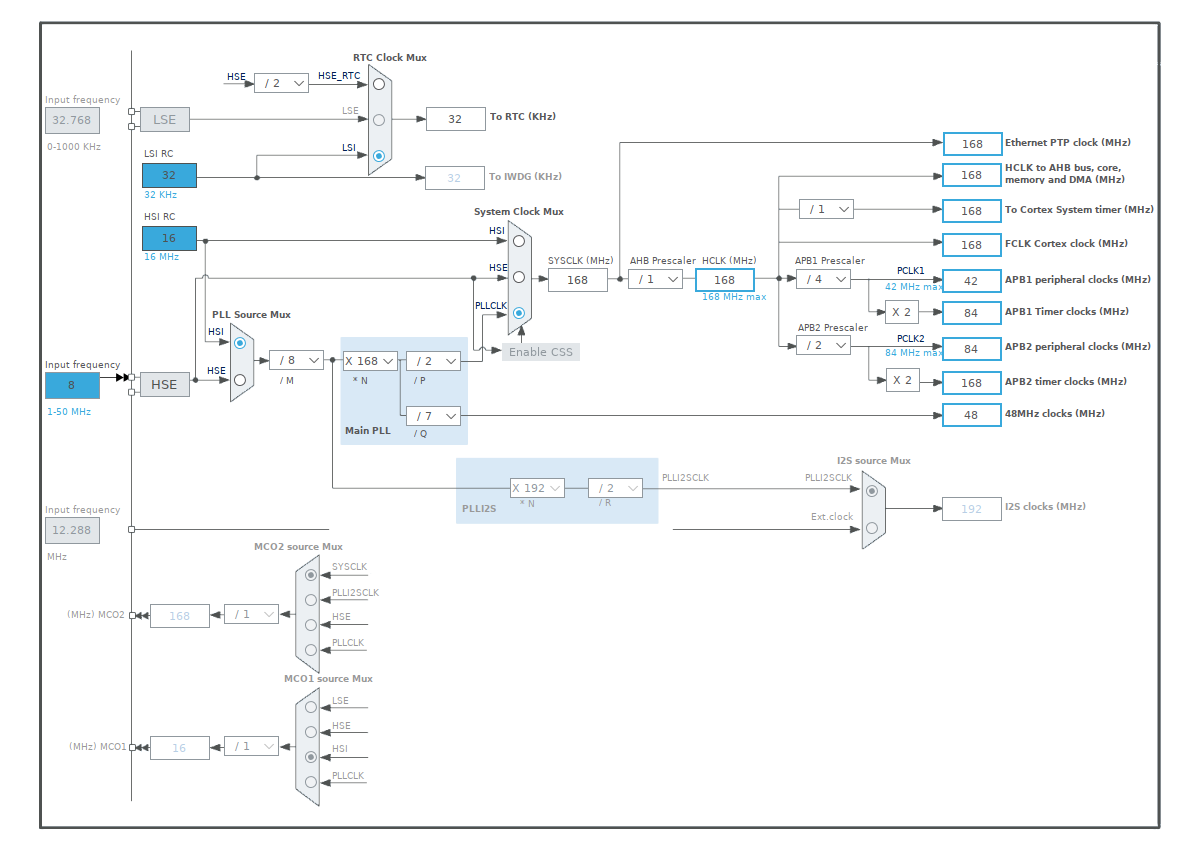 RTC Clock Mux
HSE
/ 2
HSE_RTC
Input frequency
32.768
0-1000 KHz
LSE
LSE
32
To RTC (KHz)
LSI RC
32
32 KHz
LSI
32
To IWDG (KHz)
HSI RC
16
16 MHz
System Clock Mux
HSI
HSE
PLLCLK
SYSCLK (MHz)
168
AHB Prescaler
/ 1
HCLK (MHz)
168
168 MHz max
168
Ethernet PTP clock (MHz)
168
HCLK to AHB bus, core,
memory and DMA (MHz)
/ 1
168
To Cortex System timer (MHz)
168
FCLK Cortex clock (MHz)
APB1 Prescaler
/ 4
PCLK1
42 MHz max
42
APB1 peripheral clocks (MHz)
X 2
84
APB1 Timer clocks (MHz)
APB2 Prescaler
/ 2
PCLK2
84 MHz max
84
APB2 peripheral clocks (MHz)
X 2
168
APB2 timer clocks (MHz)
48
48MHz clocks (MHz)
PLL Source Mux
HSI
HSE
Input frequency
8
1-50 MHz
HSE
/ 8
/ M
X 168
* N
/ 2
/ P
/ 7
/ Q
Main PLL
Enable CSS
PLLI2S
X 192
* N
/ 2
/ R
PLLI2SCLK
I2S source Mux
PLLI2SCLK
Ext.clock
192
I2S clocks (MHz)
Input frequency
12.288
MHz
MCO2 source Mux
SYSCLK
PLLI2SCLK
HSE
PLLCLK
(MHz) MCO2
168
/ 1
MCO1 source Mux
LSE
HSE
HSI
PLLCLK
(MHz) MCO1
16
/ 1